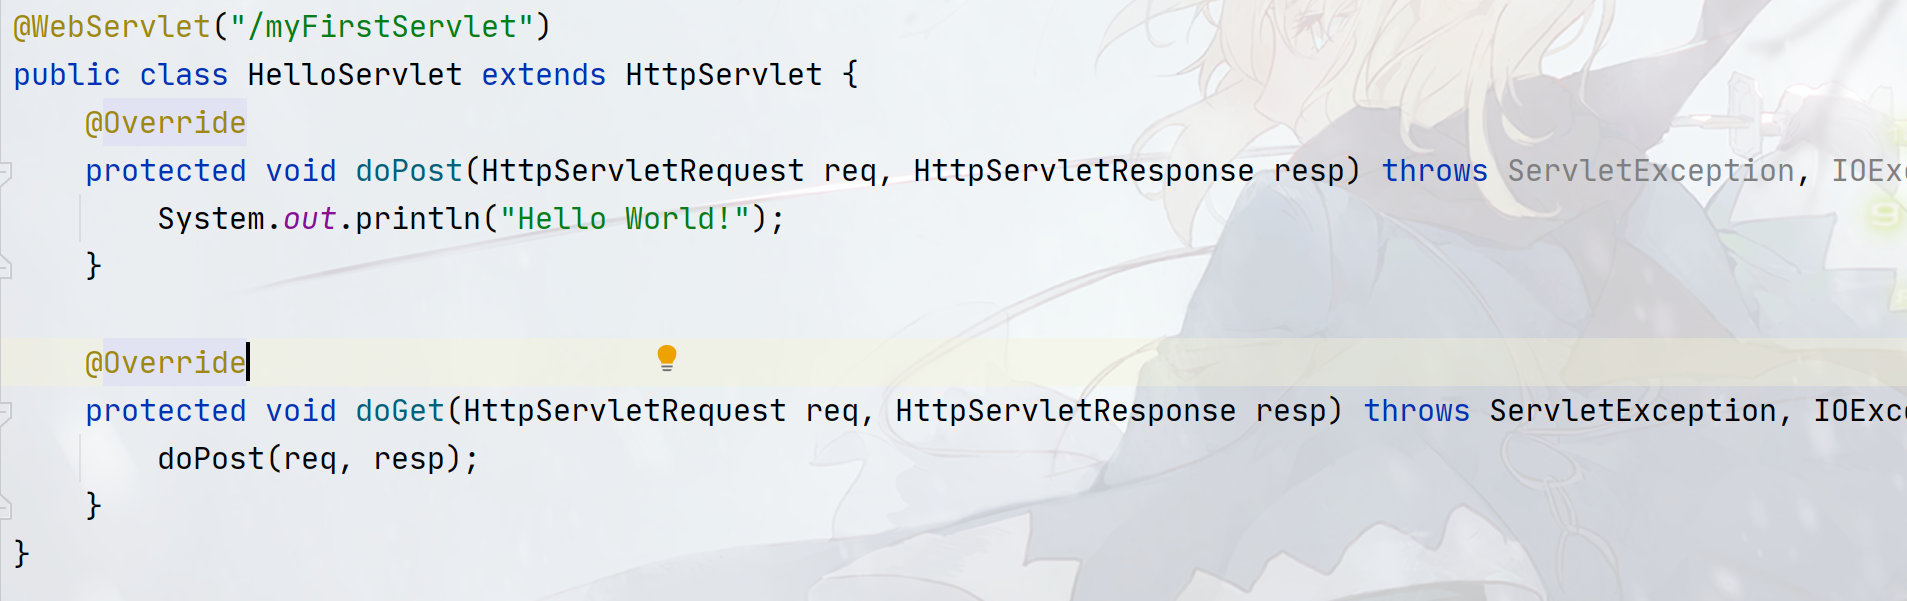 @WebServlet("/myFirstServlet")
public class HelloServlet extends HttpServlet {
    @Override
    protected void doPost(HttpServletRequest req, HttpServletResponse resp) throws ServletException, IOExc
        System.out.println("Hello World!");
    }
    @Override
    protected void doGet(HttpServletRequest req, HttpServletResponse resp) throws ServletException, IOExc
        doPost(req, resp);
    }
}